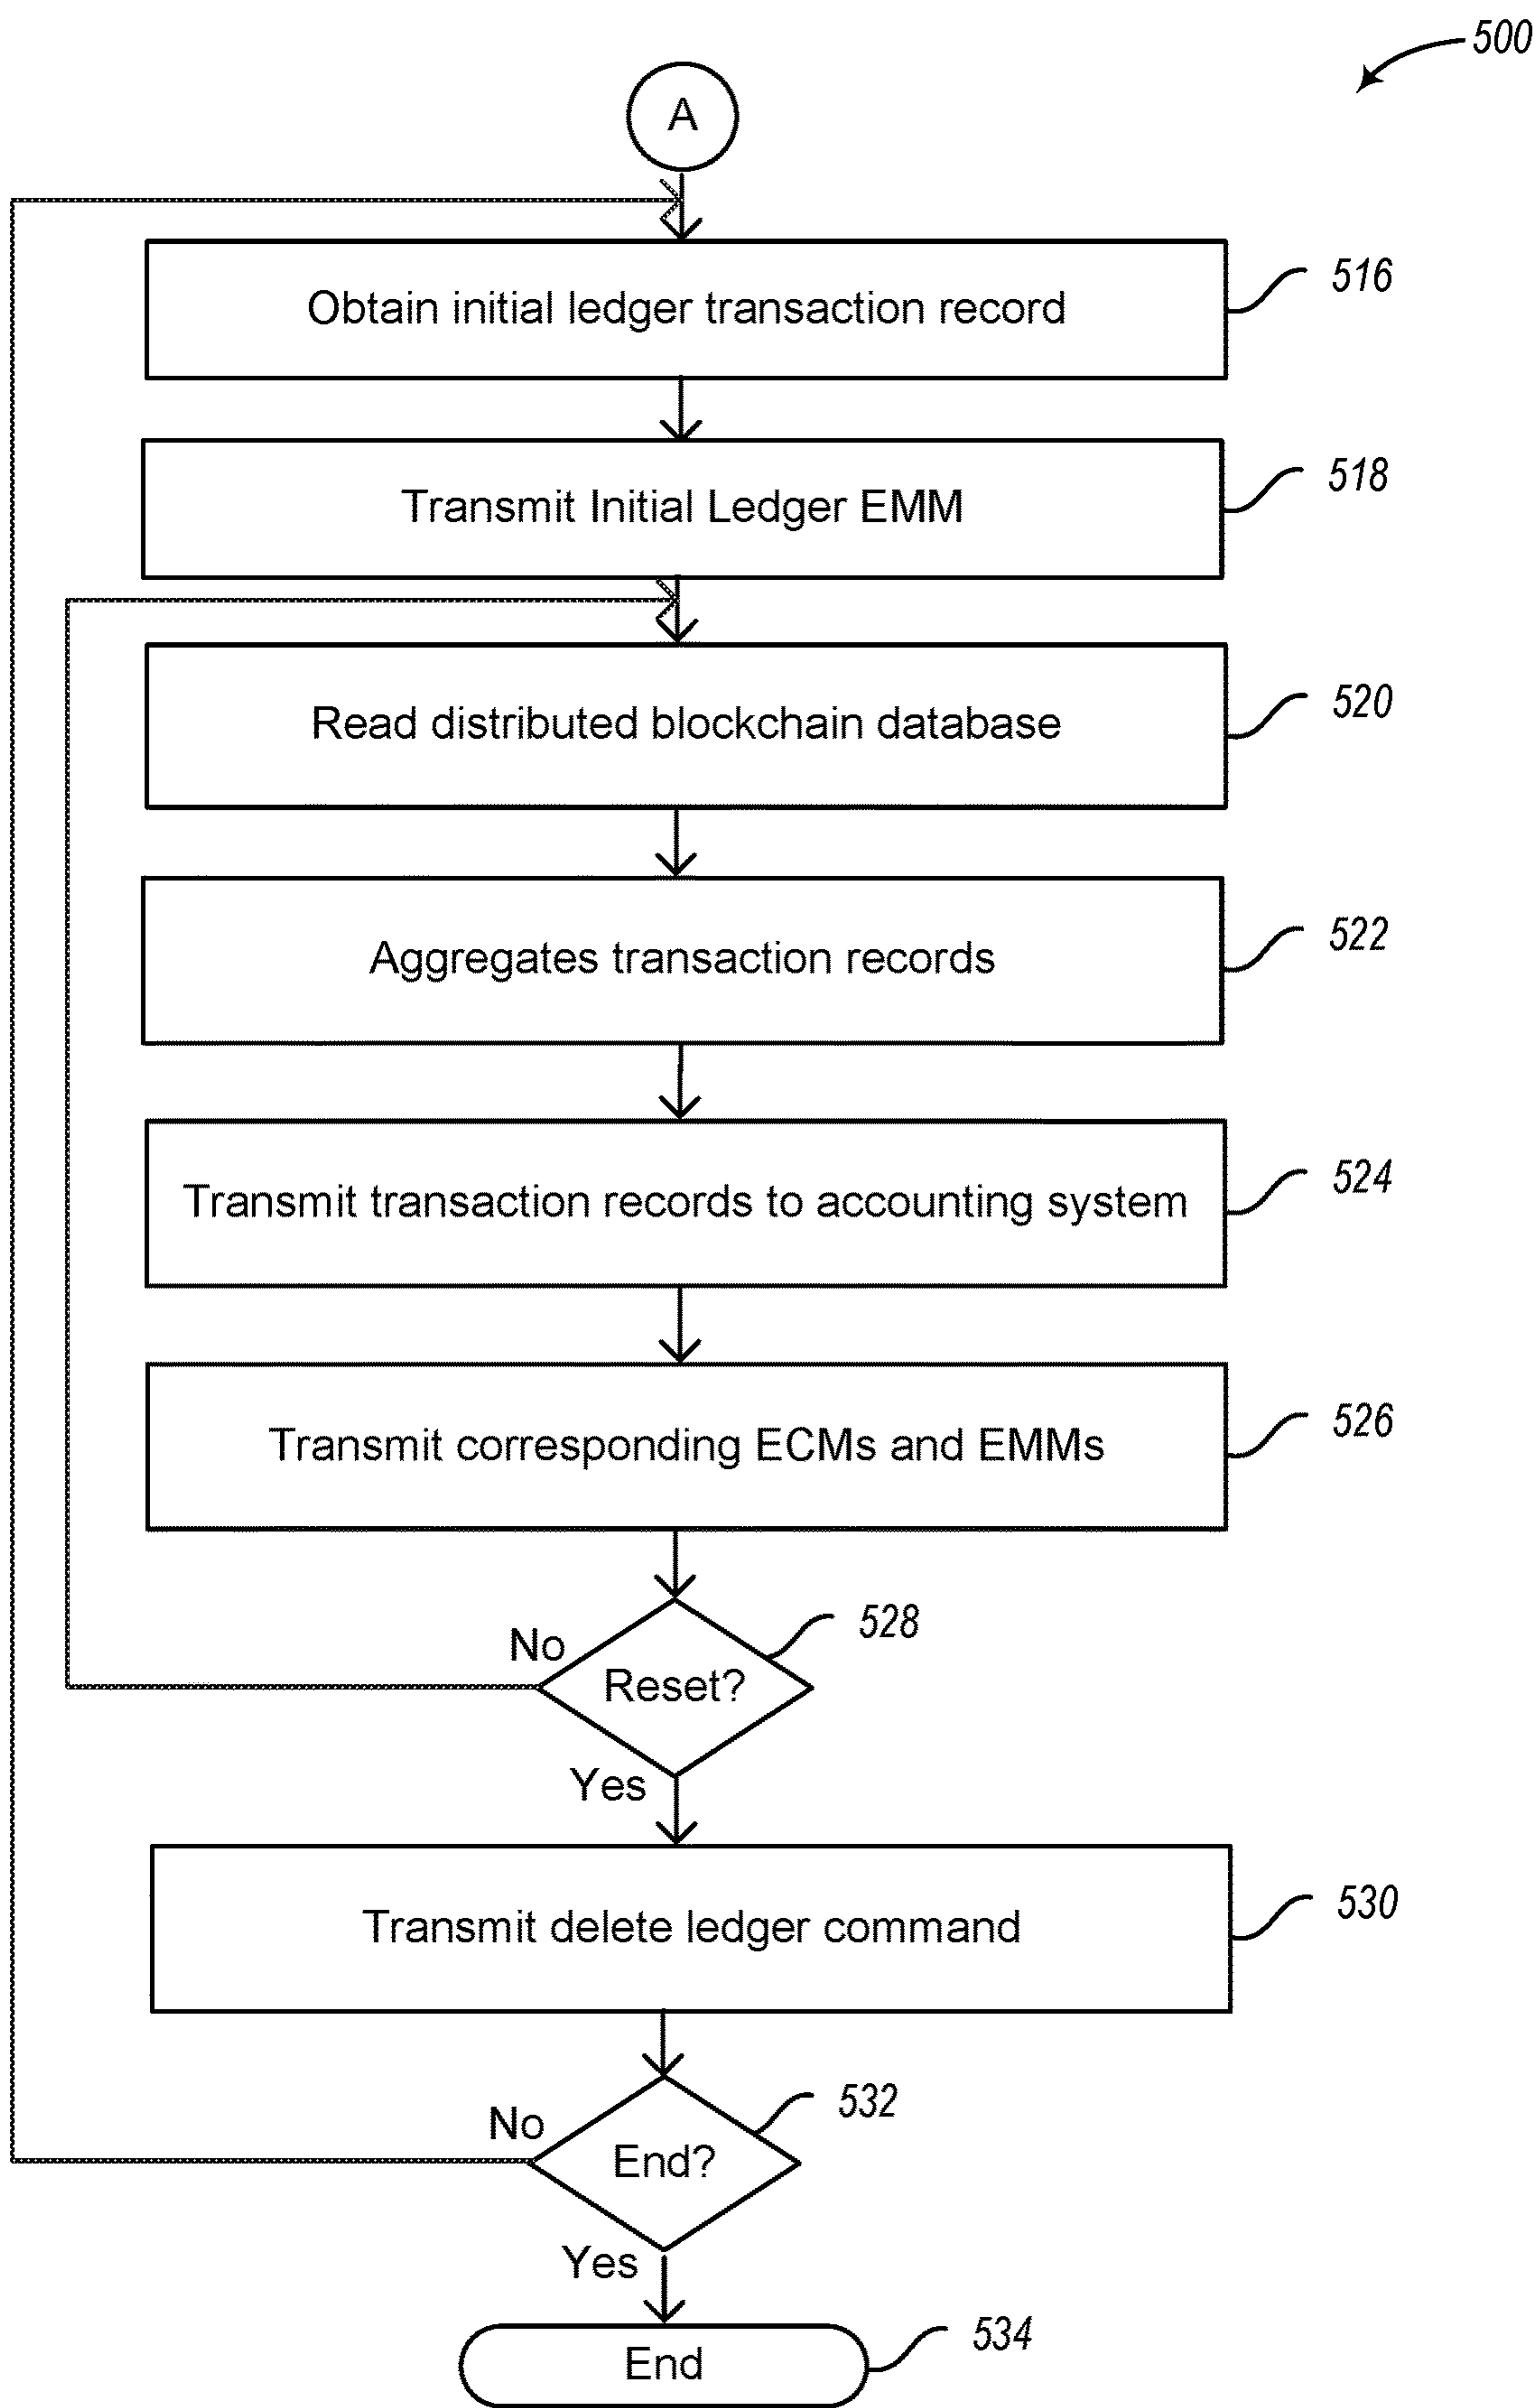 500
A
Obtain initial ledger transaction record
516
Transmit Initial Ledger EMM
518
Read distributed blockchain database
520
Aggregates transaction records
522
Transmit transaction records to accounting system
524
Transmit corresponding ECMs and EMMs
526
528
No
Reset?
Yes
Transmit delete ledger command
530
532
No
End?
Yes
End
534